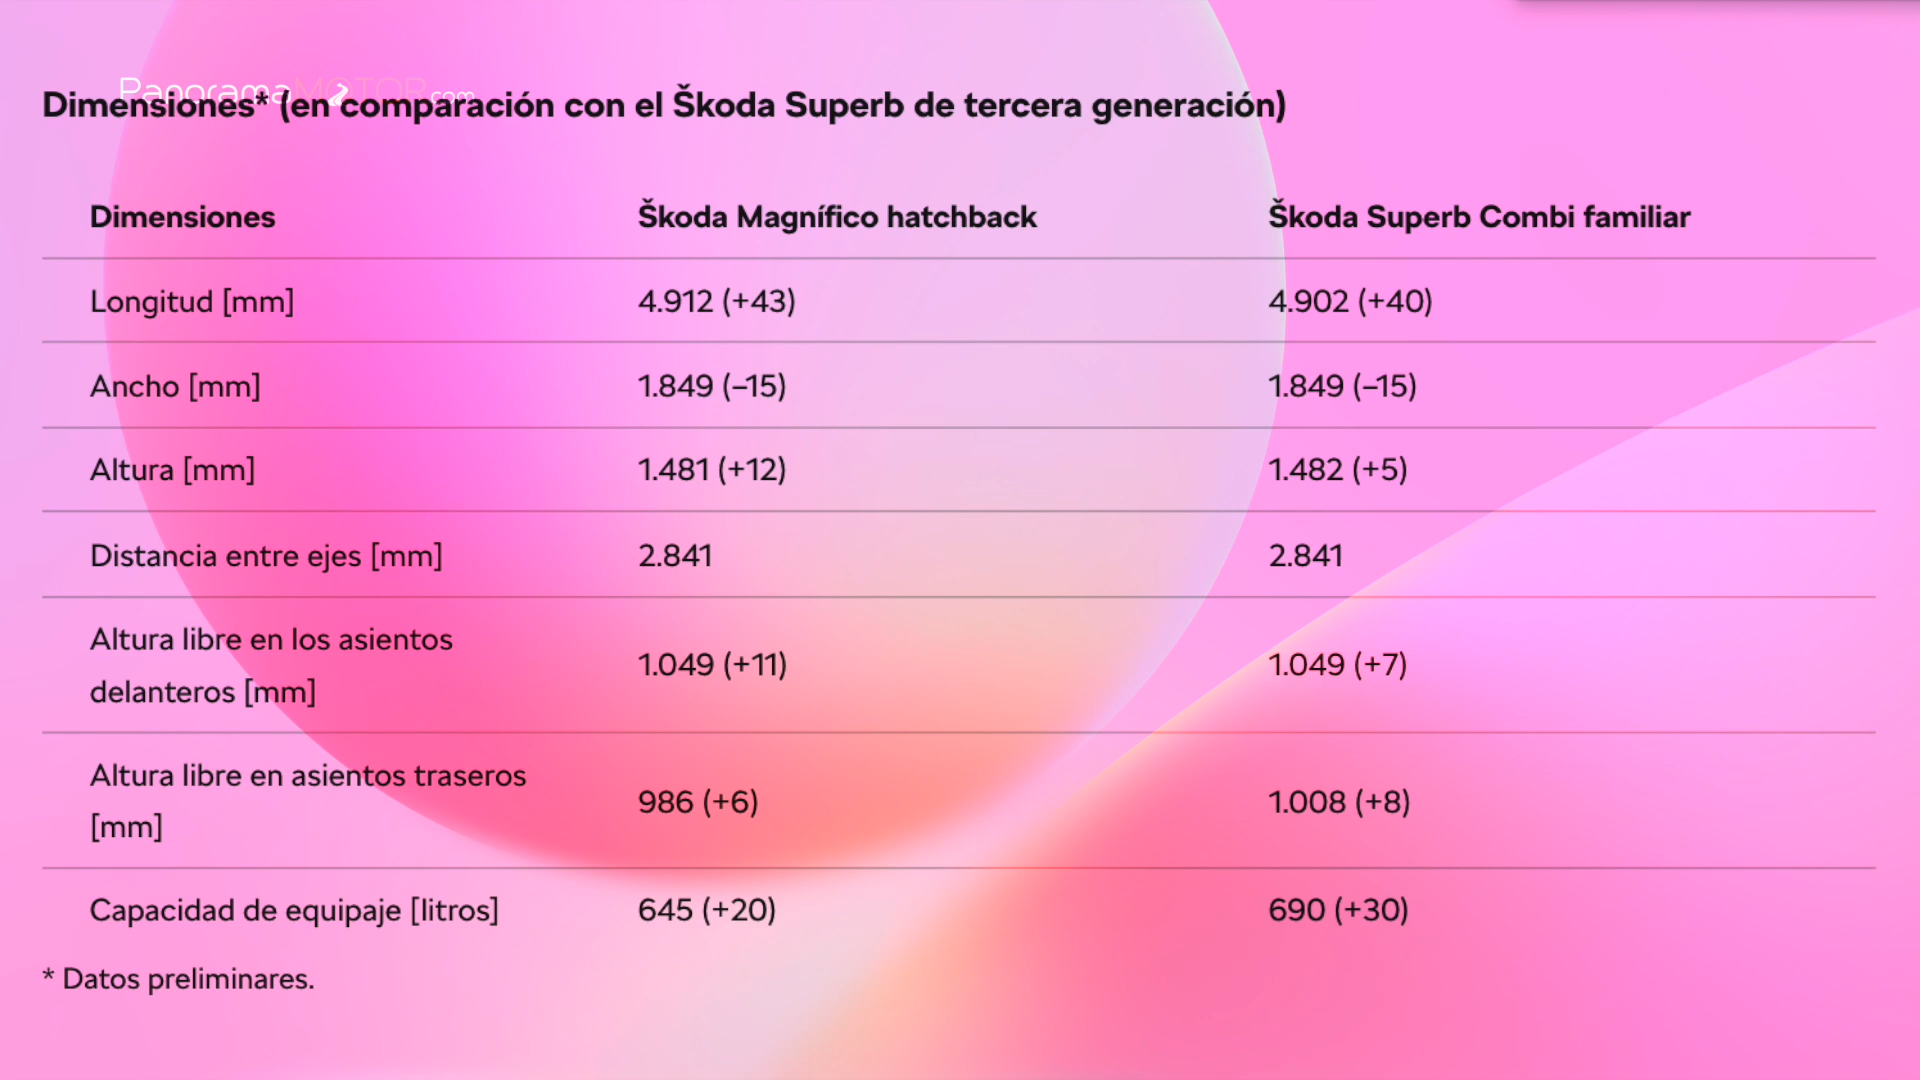 PanoramaMOTOR.com
Dimensiones* (en comparación con el Škoda Superb de tercera generación)
Dimensiones Škoda Magnífico hatchback Škoda Superb Combi familiar
Longitud [mm] 4.912 (+43) 4.902 (+40)
Ancho [mm] 1.849 (–15) 1.849 (–15)
Altura [mm] 1.481 (+12) 1.482 (+5)
Distancia entre ejes [mm] 2.841 2.841
Altura libre en los asientos
delanteros [mm] 1.049 (+11) 1.049 (+7)
Altura libre en asientos traseros
[mm] 986 (+6) 1.008 (+8)
Capacidad de equipaje [litros] 645 (+20) 690 (+30)
* Datos preliminares.